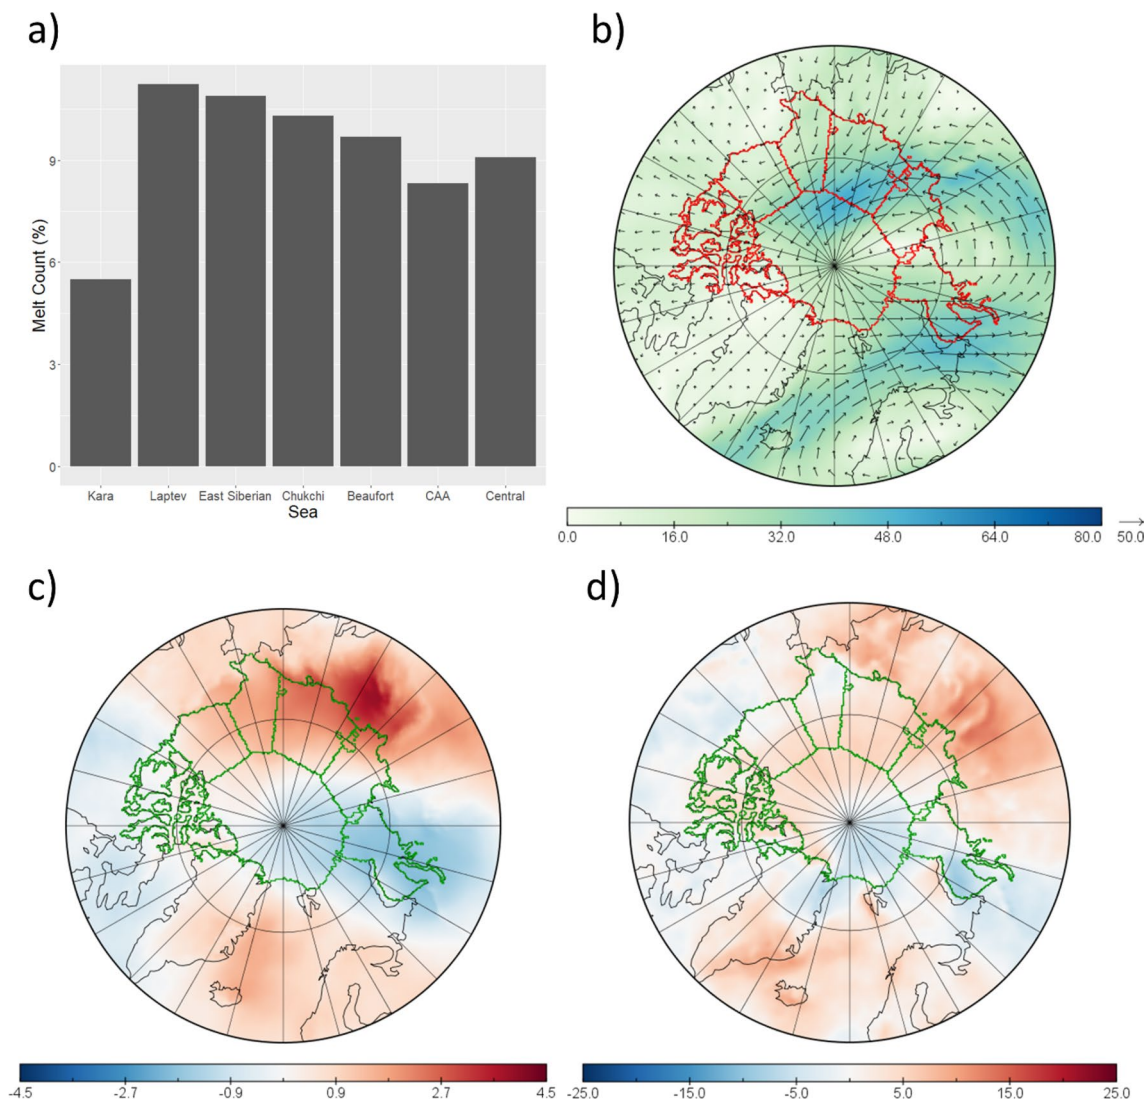 a)
b)
Melt Count (%)
9
6
3
0
Kara Laptev East Siberian Chukchi Beaufort CAA Central
Sea
0.0 16.0 32.0 48.0 64.0 80.0 50.0
c)
d)
-4.5 -2.7 -0.9 0.9 2.7 4.5
-25.0 -15.0 -5.0 5.0 15.0 25.0